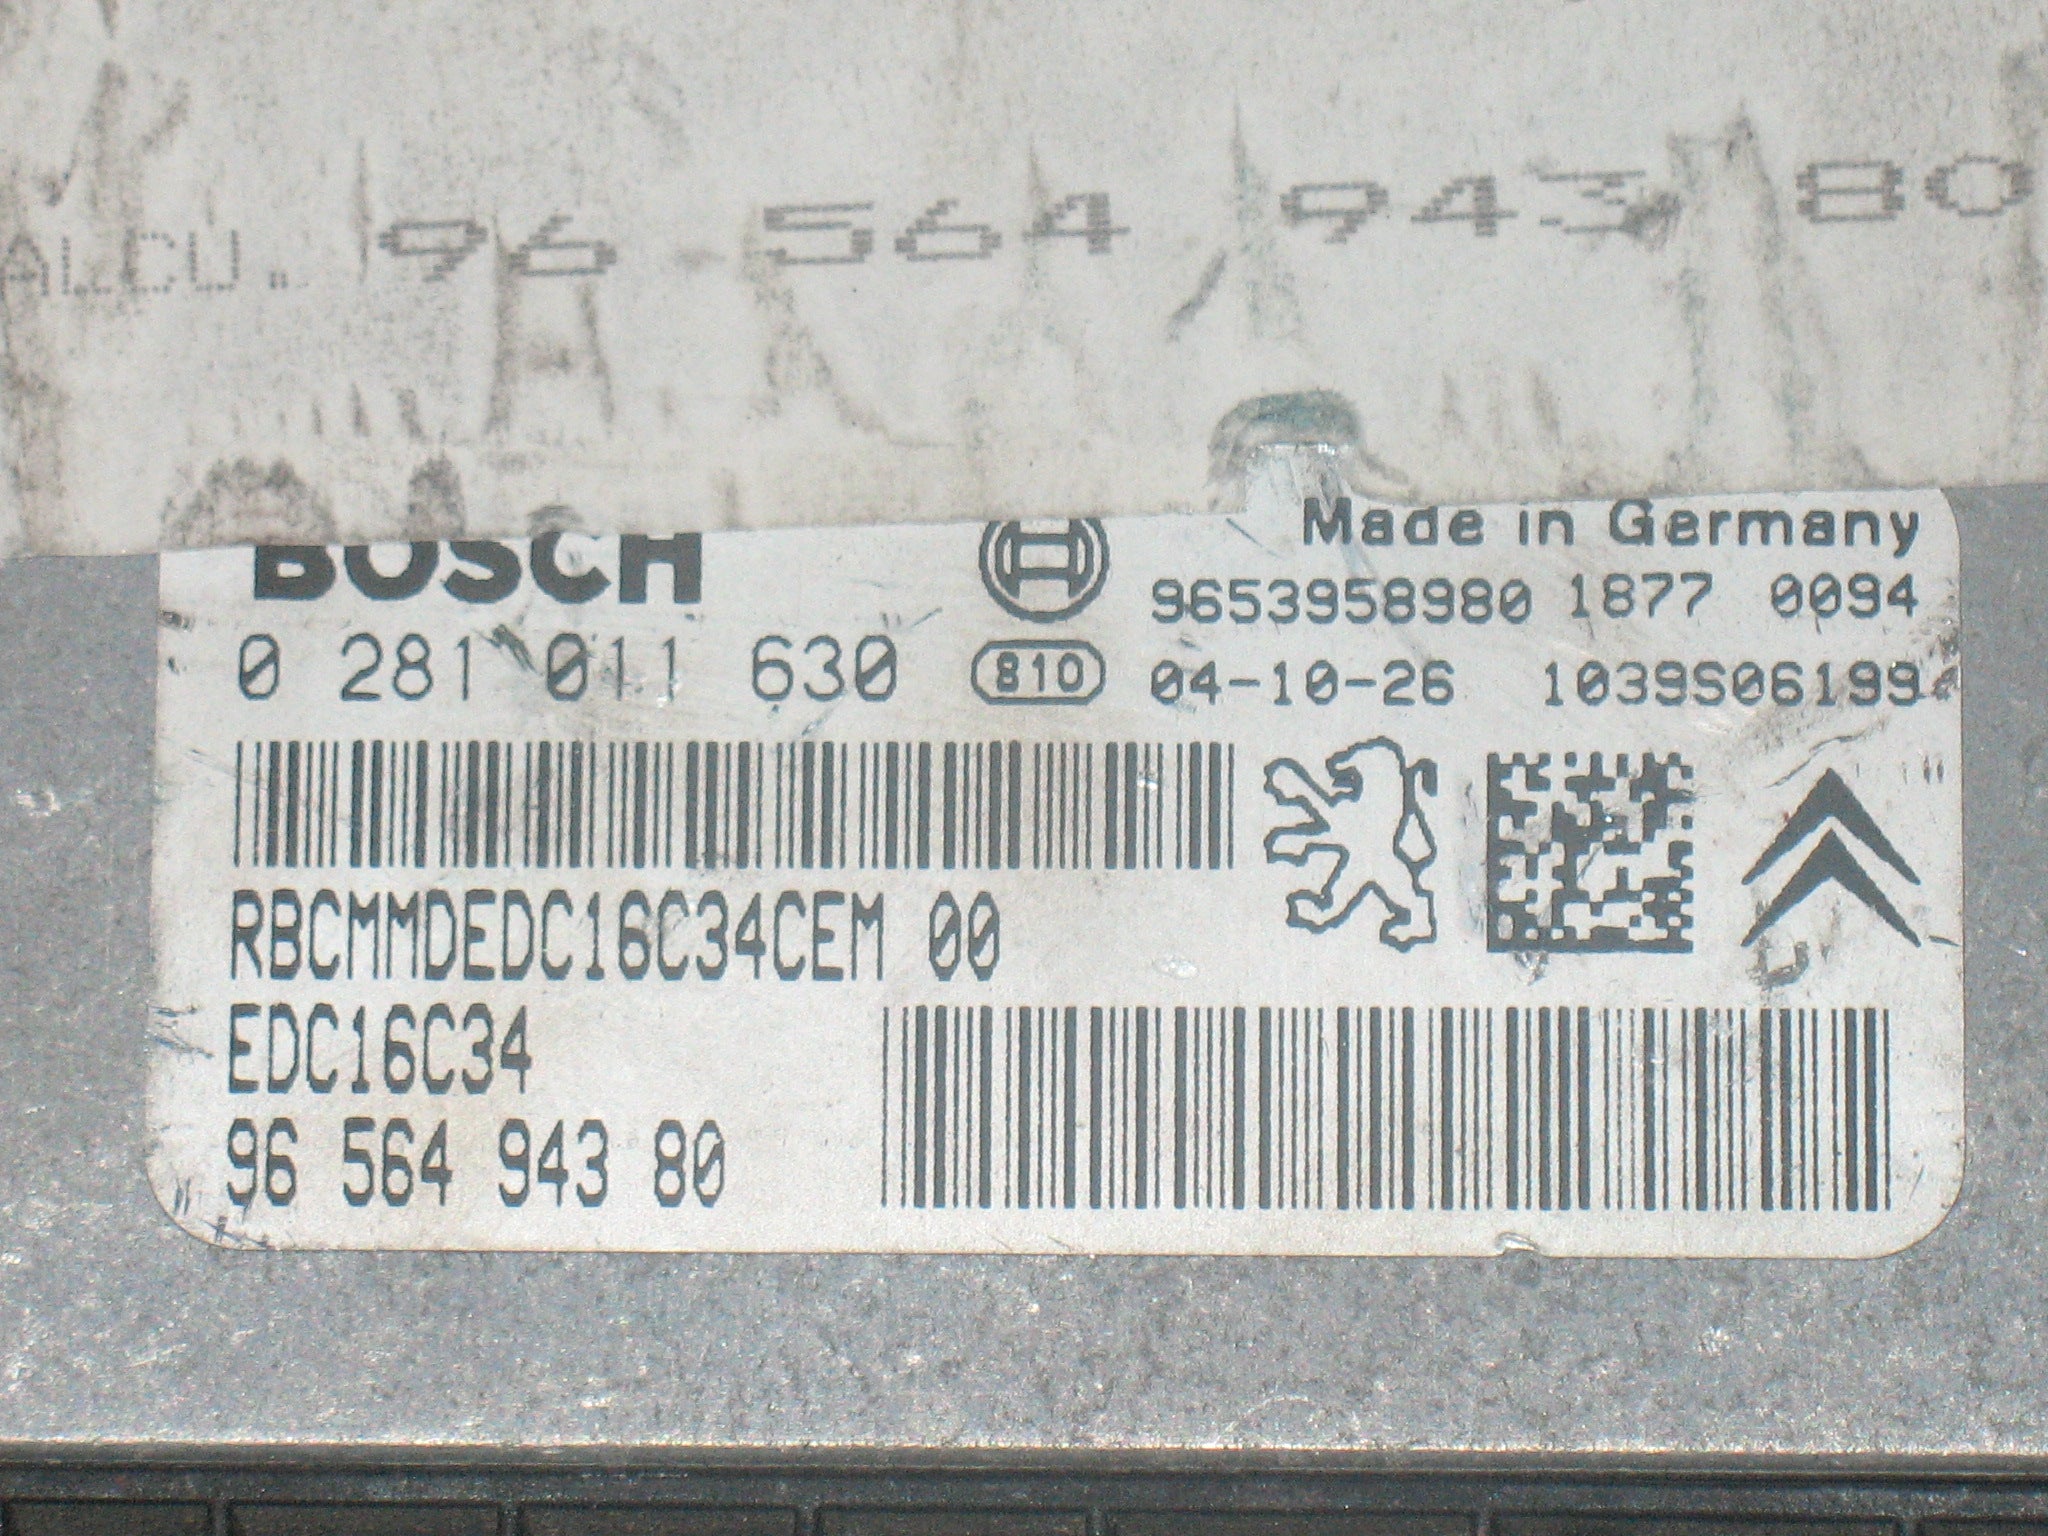 ALCU. 96 564 943 80
BOSCH
Made in Germany
9653958980 1877 0094
0 281 011 630
810
04-10-26 1039S06199
RBCMMDEDC16C34CEM 00
EDC16C34
96 564 943 80